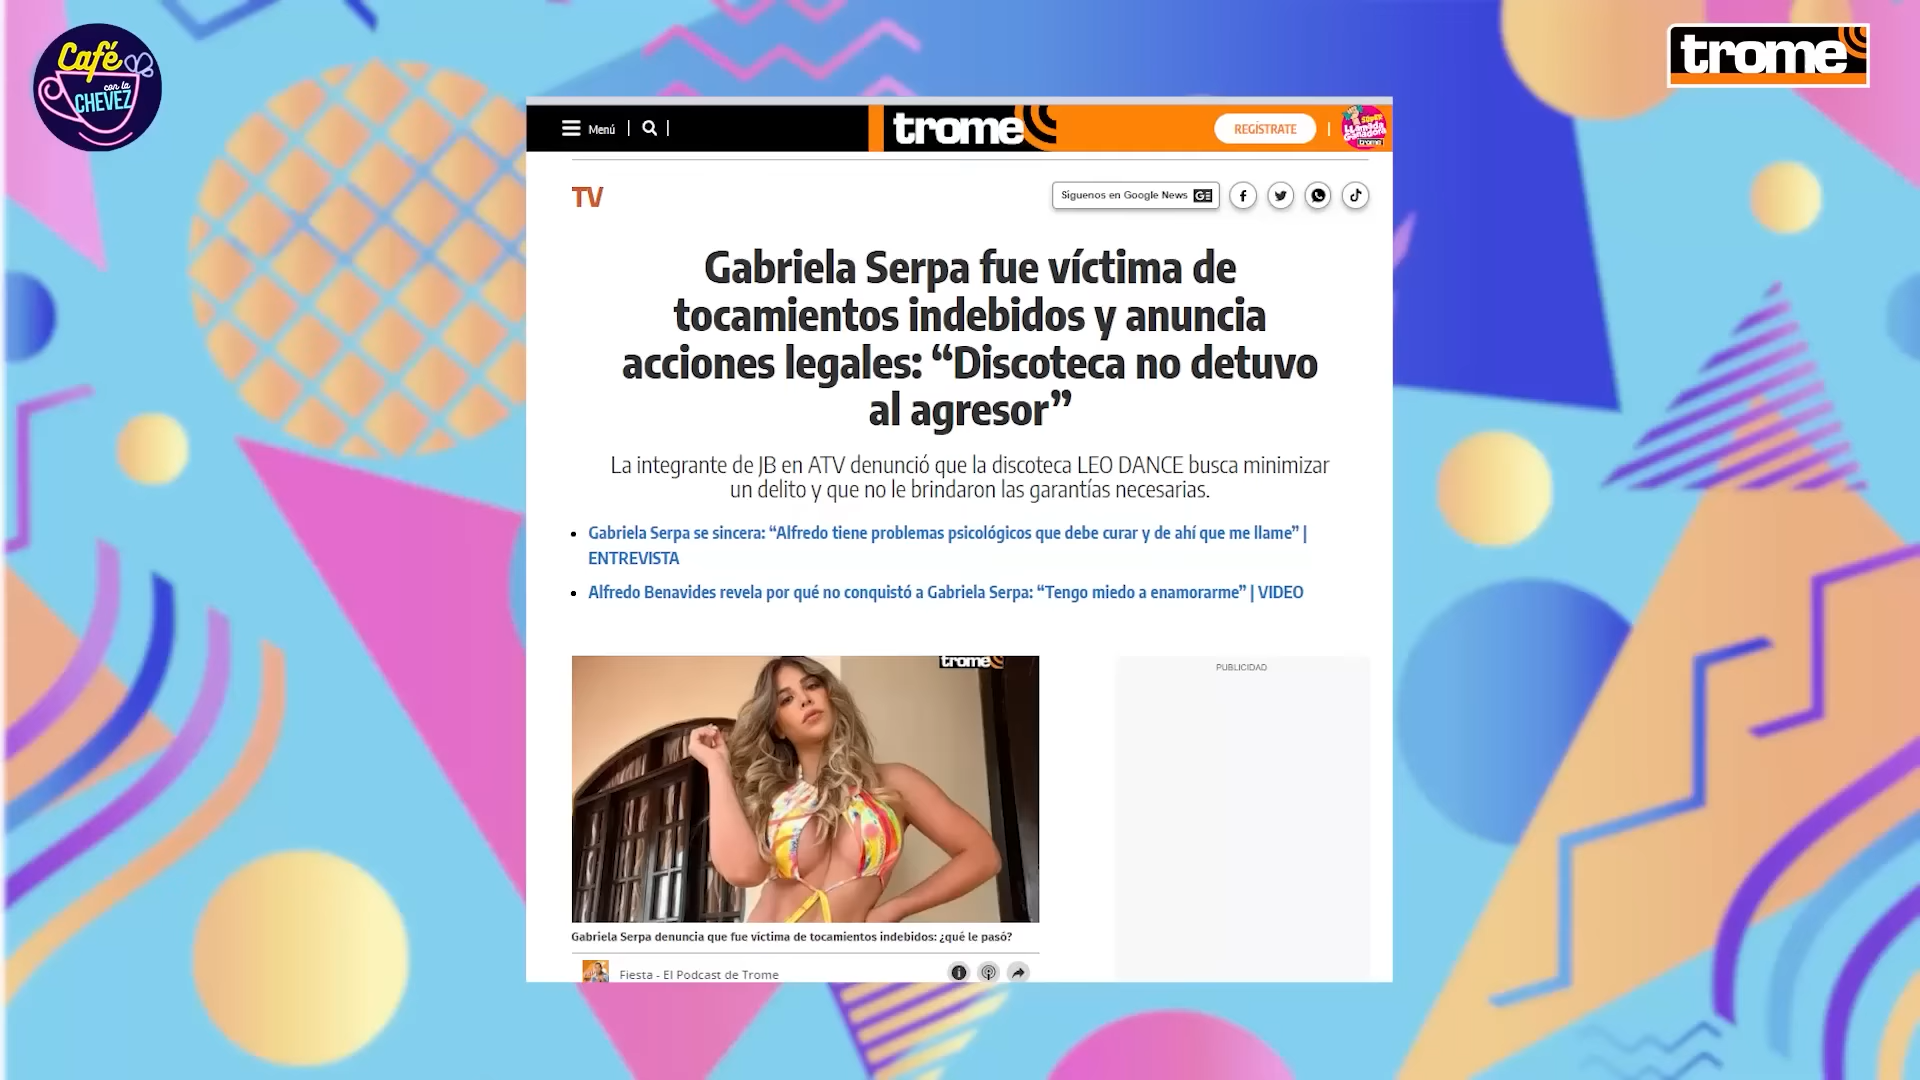 Café
con la
CHEVEZ
trome
Menú
trome
REGÍSTRATE
SÚPER
LLamada
Ganadora
trome
TV
Síguenos en Google News
Gabriela Serpa fue víctima de
tocamientos indebidos y anuncia
acciones legales: “Discoteca no detuvo
al agresor”
La integrante de JB en ATV denunció que la discoteca LEO DANCE busca minimizar
un delito y que no le brindaron las garantías necesarias.
Gabriela Serpa se sincera: “Alfredo tiene problemas psicológicos que debe curar y de ahí que me llame” |
ENTREVISTA
Alfredo Benavides revela por qué no conquistó a Gabriela Serpa: “Tengo miedo a enamorarme” | VIDEO
trome
PUBLICIDAD
Gabriela Serpa denuncia que fue víctima de tocamientos indebidos: ¿qué le pasó?
Fiesta - El Podcast de Trome